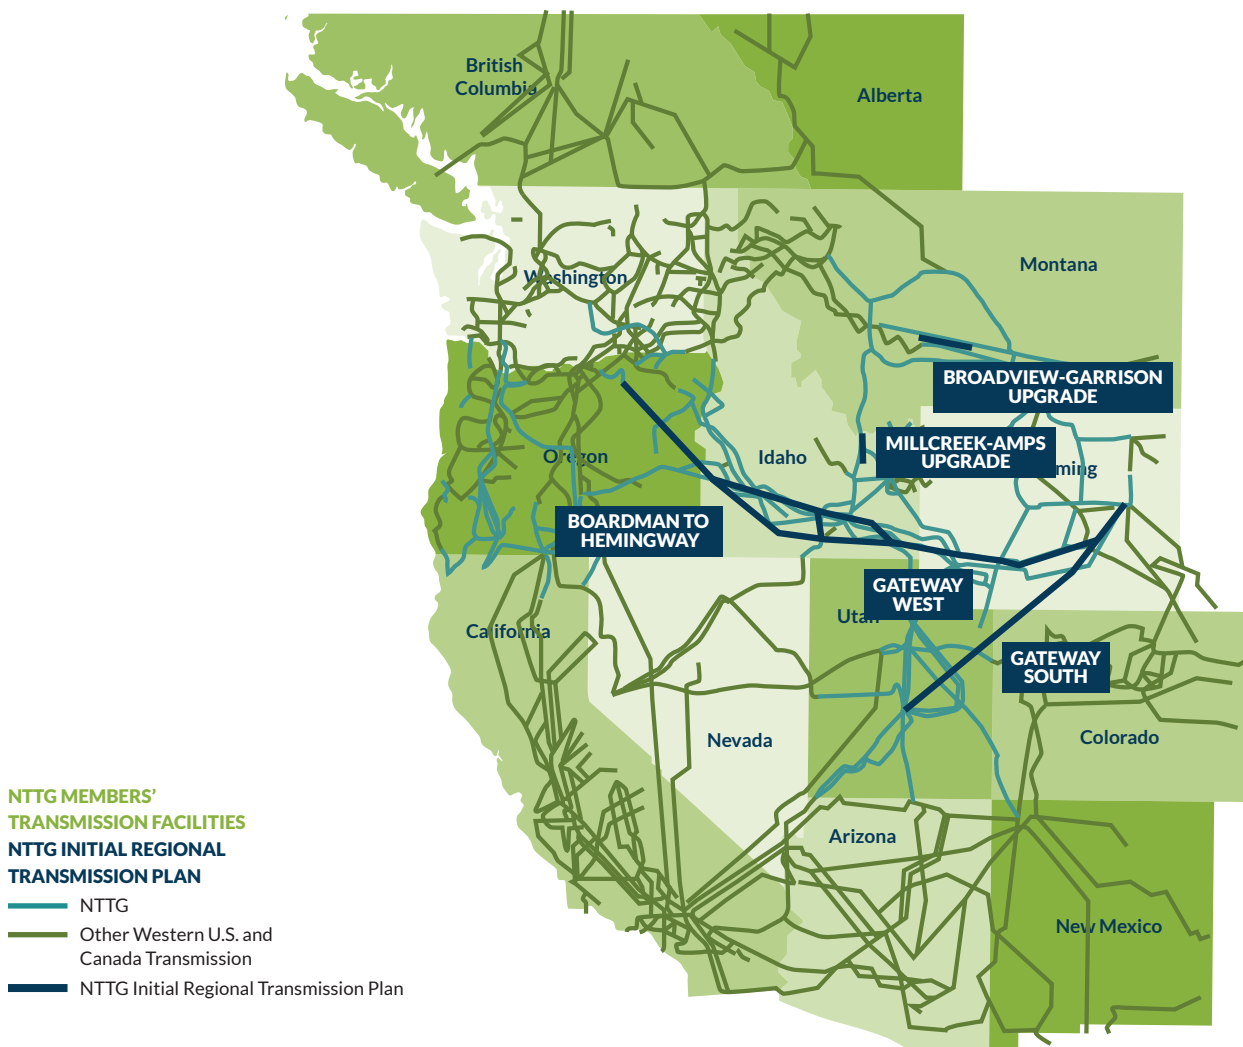 British
Columbia
Alberta
Washington
Montana
BROADVIEW-GARRISON
UPGRADE
MILLCREEK-AMPS
UPGRADE
ming
Oregon
Idaho
BOARDMAN TO
HEMINGWAY
GATEWAY
WEST
Utah
California
GATEWAY
SOUTH
Nevada
Colorado
Arizona
New Mexico
NTTG MEMBERS’
TRANSMISSION FACILITIES
NTTG INITIAL REGIONAL
TRANSMISSION PLAN
NTTG
Other Western U.S. and
Canada Transmission
NTTG Initial Regional Transmission Plan